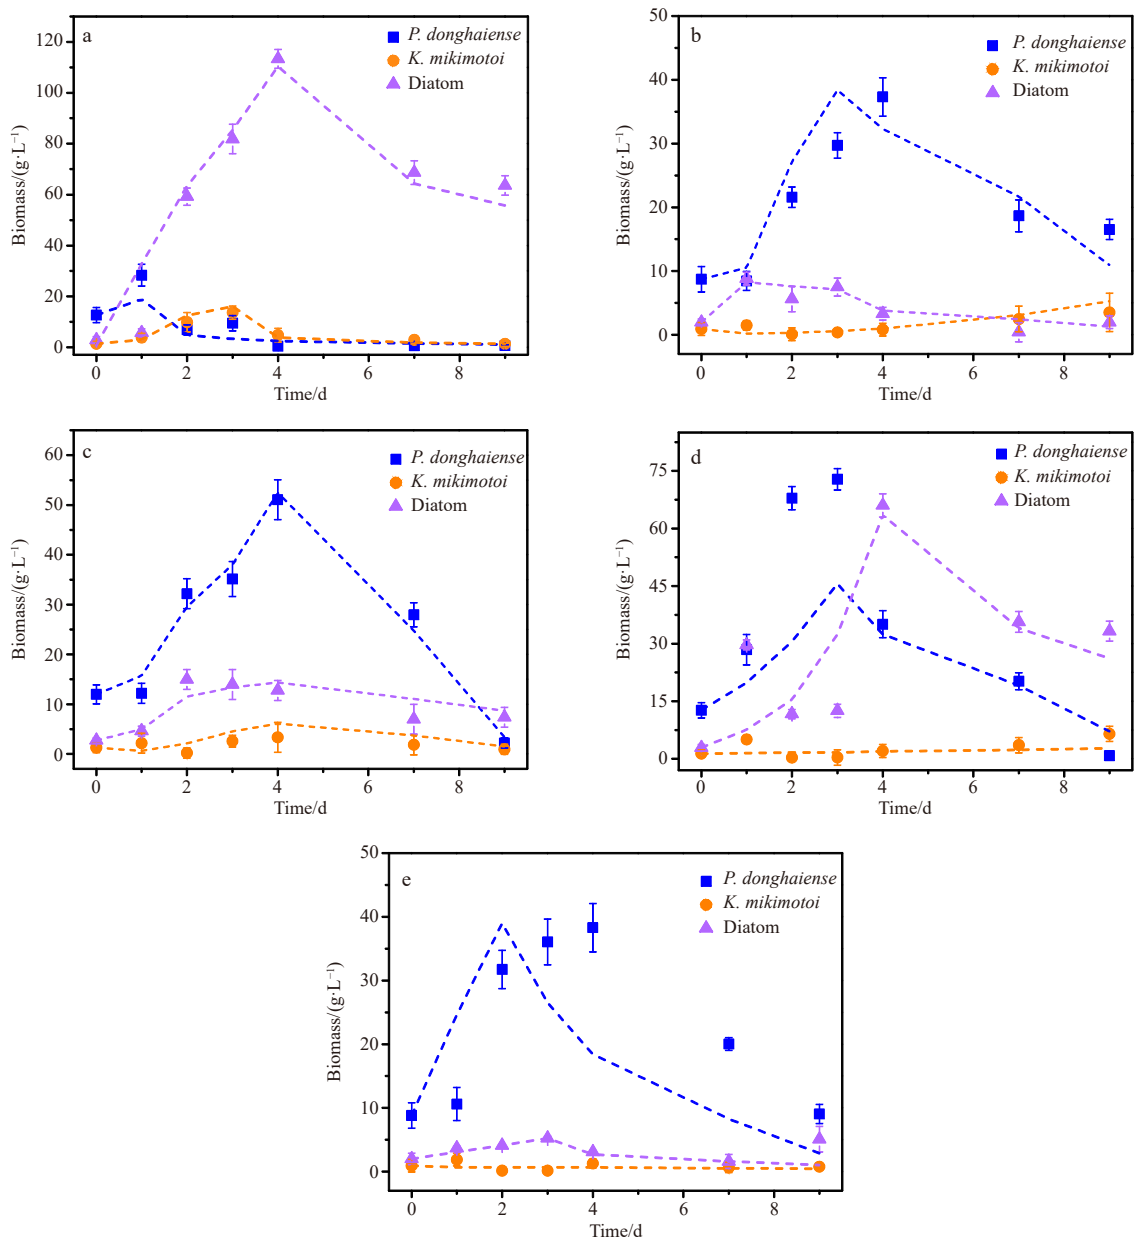 a
P. donghaiense
K. mikimotoi
Diatom
120
100
80
60
40
20
0
Biomass/(g·L⁻¹)
0 2 4 6 8
Time/d
b
P. donghaiense
K. mikimotoi
Diatom
50
40
30
20
10
0
Biomass/(g·L⁻¹)
0 2 4 6 8
Time/d
c
P. donghaiense
K. mikimotoi
Diatom
60
50
40
30
20
10
0
Biomass/(g·L⁻¹)
0 2 4 6 8
Time/d
d
P. donghaiense
K. mikimotoi
Diatom
75
60
45
30
15
0
Biomass/(g·L⁻¹)
0 2 4 6 8
Time/d
e
P. donghaiense
K. mikimotoi
Diatom
50
40
30
20
10
0
Biomass/(g·L⁻¹)
0 2 4 6 8
Time/d